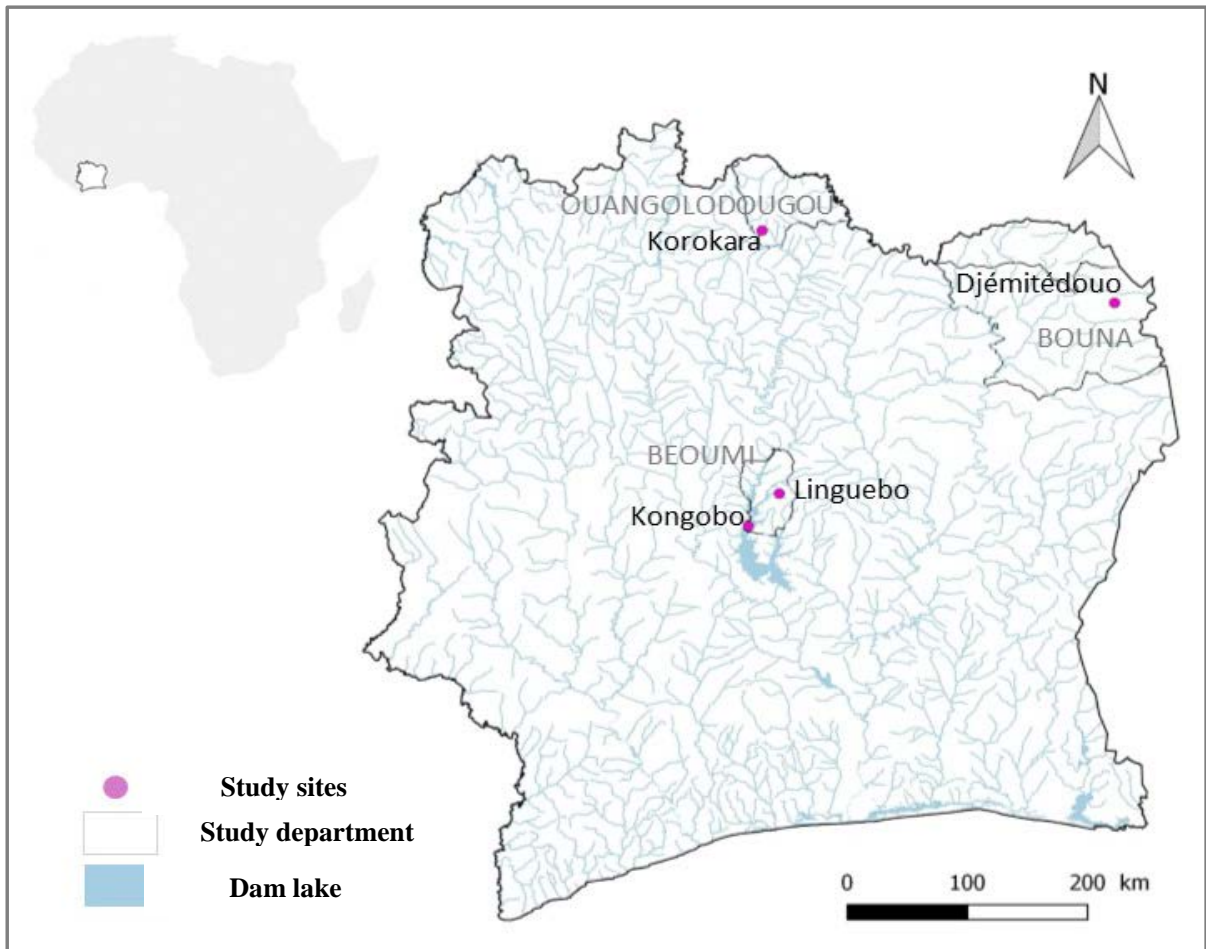 N
OUANGOLODOUGOU
Korokara
Djémitédouo
BOUNA
BEOUMI
Linguebo
Kongobo
Study sites
Study department
Dam lake
0 100 200 km